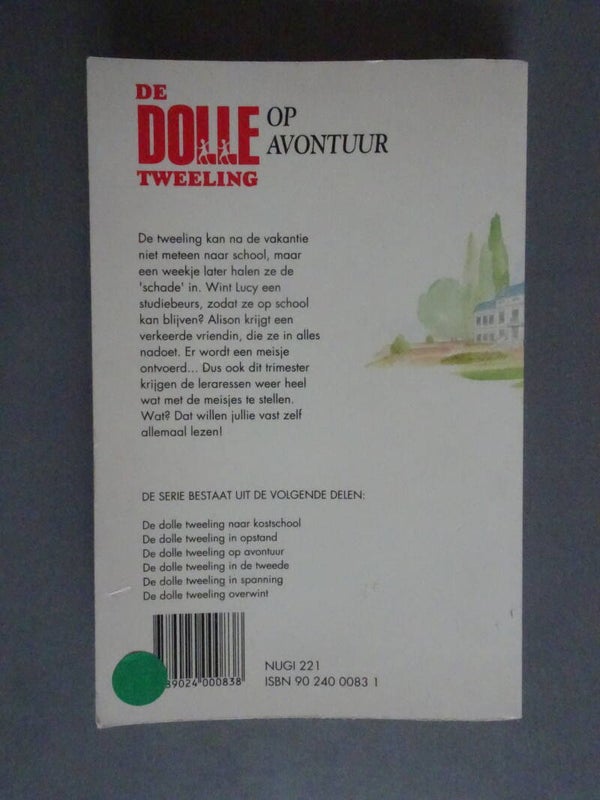 DE
DOLLE
TWEELING
OP
AVONTUUR
De tweeling kan na de vakantie
niet meteen naar school, maar
een weekje later halen ze de
'schade' in. Wint Lucy een
studiebeurs, zodat ze op school
kan blijven? Alison krijgt een
verkeerde vriendin, die ze in alles
nadoet. Er wordt een meisje
ontvoerd... Dus ook dit trimester
krijgen de leraressen weer heel
wat met de meisjes te stellen.
Wat? Dat willen jullie vast zelf
allemaal lezen!
DE SERIE BESTAAT UIT DE VOLGENDE DELEN:
De dolle tweeling naar kostschool
De dolle tweeling in opstand
De dolle tweeling op avontuur
De dolle tweeling in de tweede
De dolle tweeling in spanning
De dolle tweeling overwint
89024 000838
NUGI 221
ISBN 90 240 0083 1